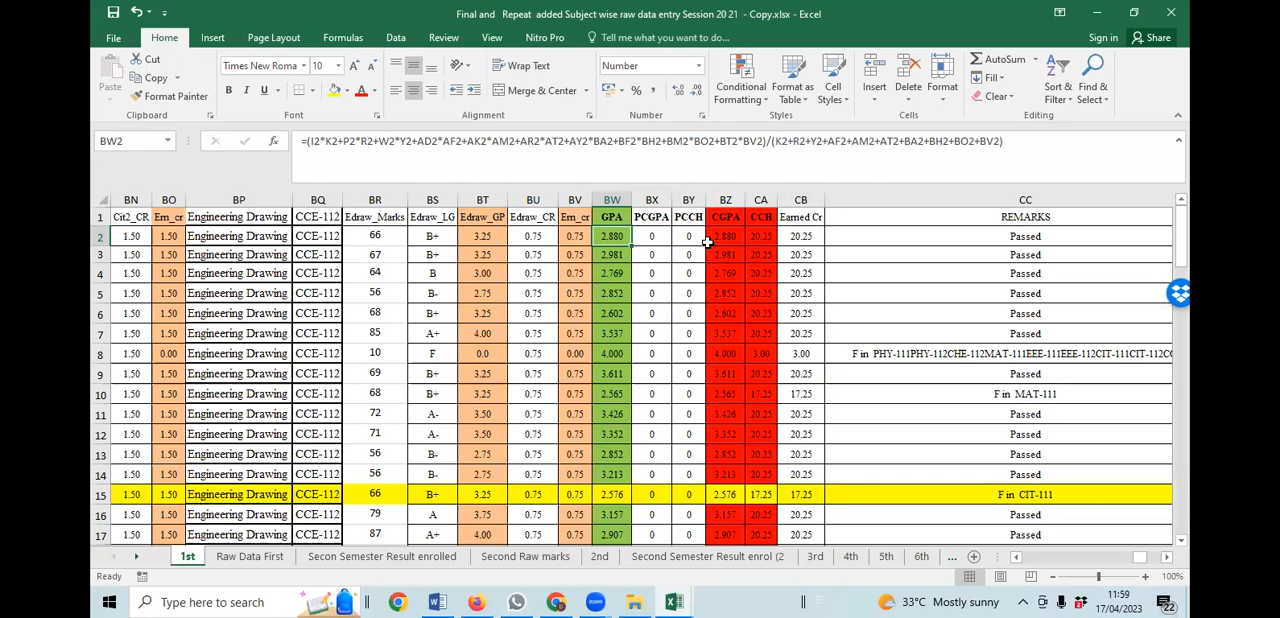 Final and Repeat added Subject wise raw data entry Session 20 21 - Copy.xlsx - Excel
File Home Insert Page Layout Formulas Data Review View Nitro Pro Tell me what you want to do... Sign in Share
Paste Cut Copy Format Painter Clipboard
Times New Roma 10 B I U Font
Wrap Text Merge & Center Alignment
Number % Number
Conditional Formatting Format as Table Cell Styles Styles
Insert Delete Format Cells
AutoSum Fill Clear Sort & Filter Find & Select Editing
BW2 fx =(I2*K2+P2*R2+W2*Y2+AD2*AF2+AK2*AM2+AR2*AT2+AY2*BA2+BF2*BH2+BM2*BO2+BT2*BV2)/(K2+R2+Y2+AF2+AM2+AT2+BA2+BH2+BO2+BV2)
BN BO BP BQ BR BS BT BU BV BW BX BY BZ CA CB CC
1 Cit2_CR Ern_cr Engineering Drawing CCE-112 Edraw_Marks Edraw_LG Edraw_GP Edraw_CR Ern_cr GPA PCGPA PCCH CGPA CCH Earned Cr REMARKS
2 1.50 1.50 Engineering Drawing CCE-112 66 B+ 3.25 0.75 0.75 2.880 0 0 2.880 20.25 20.25 Passed
3 1.50 1.50 Engineering Drawing CCE-112 67 B+ 3.25 0.75 0.75 2.981 0 0 2.981 20.25 20.25 Passed
4 1.50 1.50 Engineering Drawing CCE-112 64 B 3.00 0.75 0.75 2.769 0 0 2.769 20.25 20.25 Passed
5 1.50 1.50 Engineering Drawing CCE-112 56 B- 2.75 0.75 0.75 2.852 0 0 2.852 20.25 20.25 Passed
6 1.50 1.50 Engineering Drawing CCE-112 68 B+ 3.25 0.75 0.75 2.602 0 0 2.602 20.25 20.25 Passed
7 1.50 1.50 Engineering Drawing CCE-112 85 A+ 4.00 0.75 0.75 3.537 0 0 3.537 20.25 20.25 Passed
8 1.50 0.00 Engineering Drawing CCE-112 10 F 0.0 0.75 0.00 4.000 0 0 4.000 3.00 3.00 F in PHY-111PHY-112CHE-112MAT-111EEE-111EEE-112CIT-111CIT-112CC
9 1.50 1.50 Engineering Drawing CCE-112 69 B+ 3.25 0.75 0.75 3.611 0 0 3.611 20.25 20.25 Passed
10 1.50 1.50 Engineering Drawing CCE-112 68 B+ 3.25 0.75 0.75 2.565 0 0 2.565 17.25 17.25 F in MAT-111
11 1.50 1.50 Engineering Drawing CCE-112 72 A- 3.50 0.75 0.75 3.426 0 0 3.426 20.25 20.25 Passed
12 1.50 1.50 Engineering Drawing CCE-112 71 A- 3.50 0.75 0.75 3.352 0 0 3.352 20.25 20.25 Passed
13 1.50 1.50 Engineering Drawing CCE-112 56 B- 2.75 0.75 0.75 2.852 0 0 2.852 20.25 20.25 Passed
14 1.50 1.50 Engineering Drawing CCE-112 56 B- 2.75 0.75 0.75 3.213 0 0 3.213 20.25 20.25 Passed
15 1.50 1.50 Engineering Drawing CCE-112 66 B+ 3.25 0.75 0.75 2.576 0 0 2.576 17.25 17.25 F in CIT-111
16 1.50 1.50 Engineering Drawing CCE-112 79 A 3.75 0.75 0.75 3.157 0 0 3.157 20.25 20.25 Passed
17 1.50 1.50 Engineering Drawing CCE-112 87 A+ 4.00 0.75 0.75 2.907 0 0 2.907 20.25 20.25 Passed
1st Raw Data First Secon Semester Result enrolled Second Raw marks 2nd Second Semester Result enrol (2 3rd 4th 5th 6th ...
Ready 100%
Type here to search 33°C Mostly sunny 11:59
17/04/2023 22